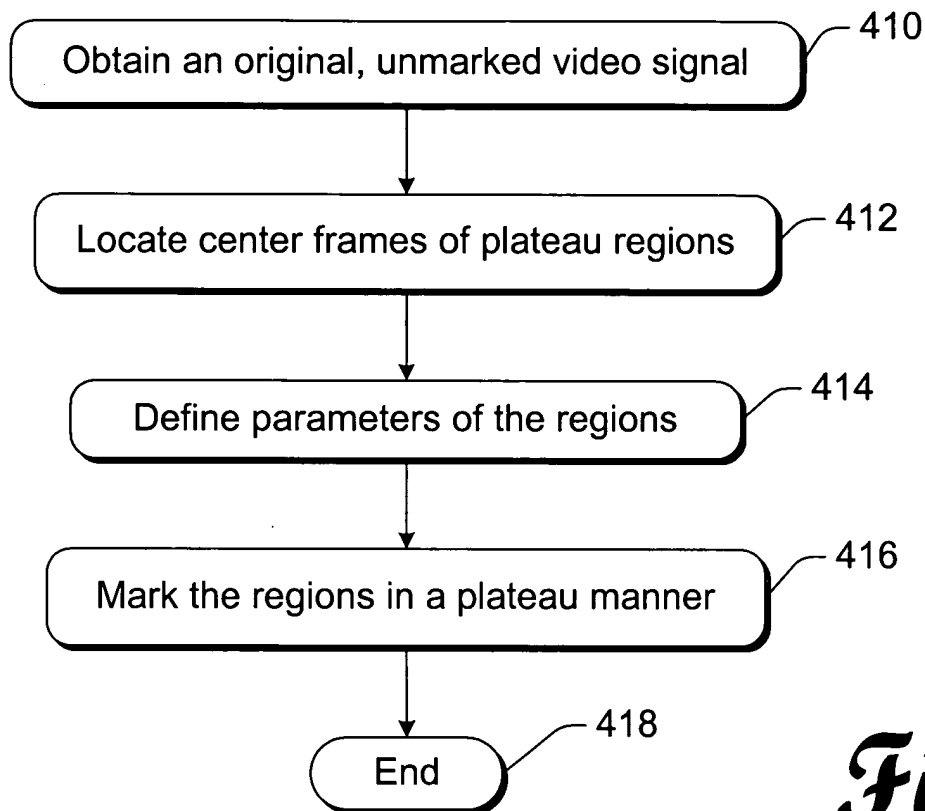 410
Obtain an original, unmarked video signal
412
Locate center frames of plateau regions
414
Define parameters of the regions
416
Mark the regions in a plateau manner
418
End